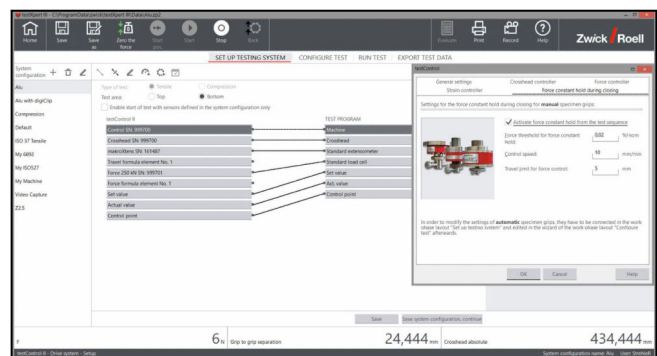 testXpert III - C:\ProgramData\zwick\testXpert III\Data\Alu.zp2
Home
Save
Save as
Zero the force
Start pos.
Start
Stop
Back
Evaluate
Print
Record
Help
Zwick Roell
SET UP TESTING SYSTEM
CONFIGURE TEST
RUN TEST
EXPORT TEST DATA
System configuration
Alu
Alu with digiClip
Compression
Default
ISO 37 Tensile
My 6892
My ISO527
My Machine
Video Capture
Z2.5
Type of test: Tensile Compression
Test area: Top Bottom
Enable start of test with sensors defined in the system configuration only
testControl II
TEST PROGRAM
Control SN: 999700
Machine
Crosshead SN: 999700
Crosshead
makroXtens SN: 161487
Standard extensometer
Travel formula element No. 1
Standard load cell
Force 250 kN SN: 999701
Set value
Force formula element No. 1
Act. value
Set value
Control point
Actual value
Control point
testControl
General settings
Crosshead controller
Force controller
Strain controller
Force constant hold during closing
Settings for the force constant hold during closing for manual specimen grips
Activate force constant hold from the test sequence
Force threshold for force constant hold:
0.02
Control speed:
10
mm/min
Travel limit for force control:
5
mm
In order to modify the settings of automatic specimen grips, they have to be connected in the work
phase layout "Set up testing system" and edited in the wizard of the work phase layout "Configure
test" afterwards.
OK
Cancel
Help
Save
Save system configuration, continue
F
6 N
Grip to grip separation
24,444 mm
Crosshead absolute
434,444 mm
testControl II - Drive system - Setup
System configuration name: Alu